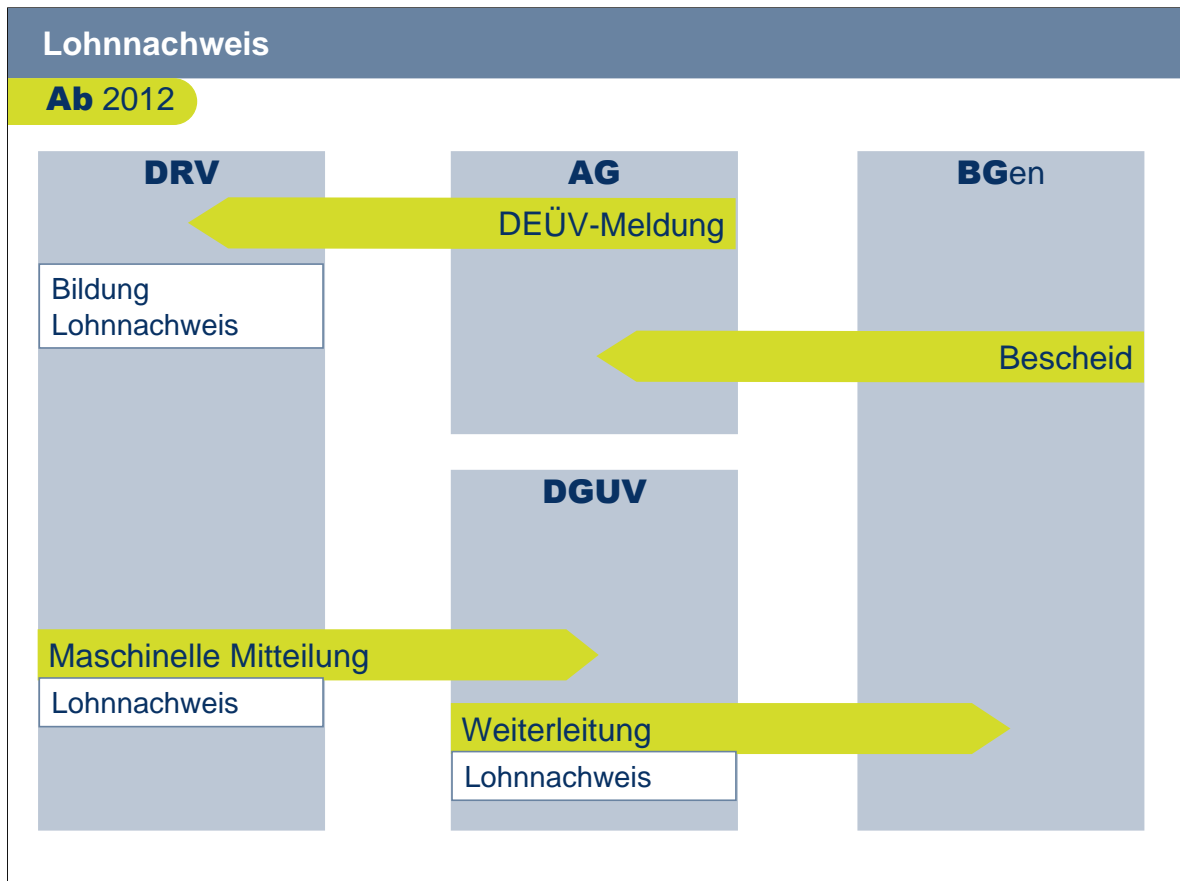 Lohnnachweis
Ab 2012
DRV
AG
BGen
DEÜV-Meldung
Bildung
Lohnnachweis
Bescheid
DGUV
Maschinelle Mitteilung
Lohnnachweis
Weiterleitung
Lohnnachweis